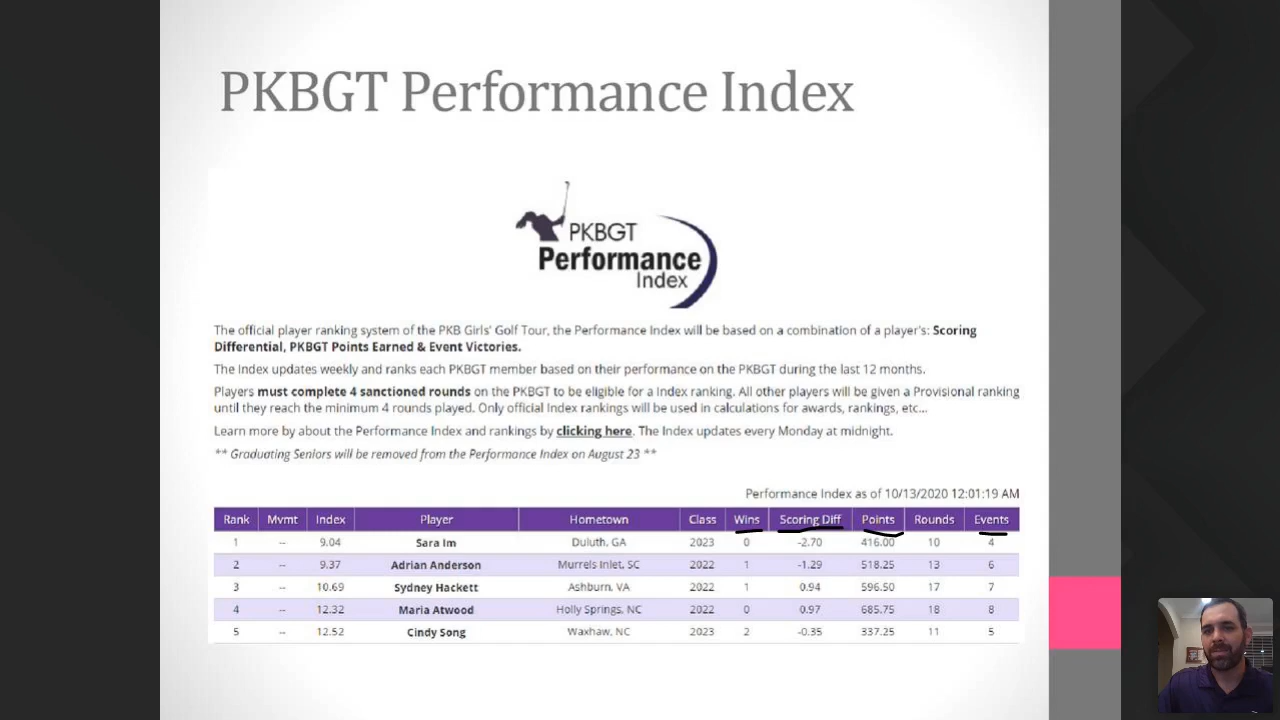 PKBGT Performance Index
PKBGT
Performance
Index
The official player ranking system of the PKB Girls' Golf Tour, the Performance Index will be based on a combination of a player's: Scoring
Differential, PKBGT Points Earned & Event Victories.
The Index updates weekly and ranks each PKBGT member based on their performance on the PKBGT during the last 12 months.
Players must complete 4 sanctioned rounds on the PKBGT to be eligible for a Index ranking. All other players will be given a Provisional ranking
until they reach the minimum 4 rounds played. Only official Index rankings will be used in calculations for awards, rankings, etc...
Learn more by about the Performance Index and rankings by clicking here. The Index updates every Monday at midnight.
** Graduating Seniors will be removed from the Performance Index on August 23 **
Performance Index as of 10/13/2020 12:01:19 AM
Rank Mvmt Index Player Hometown Class Wins Scoring Diff Points Rounds Events
1 -- 9.04 Sara Im Duluth, GA 2023 0 -2.70 416.00 10 4
2 -- 9.37 Adrian Anderson Murrels Inlet, SC 2022 1 -1.29 518.25 13 6
3 -- 10.69 Sydney Hackett Ashburn, VA 2022 1 0.94 596.50 17 7
4 -- 12.32 Maria Atwood Holly Springs, NC 2022 0 0.97 685.75 18 8
5 -- 12.52 Cindy Song Waxhaw, NC 2023 2 -0.35 337.25 11 5